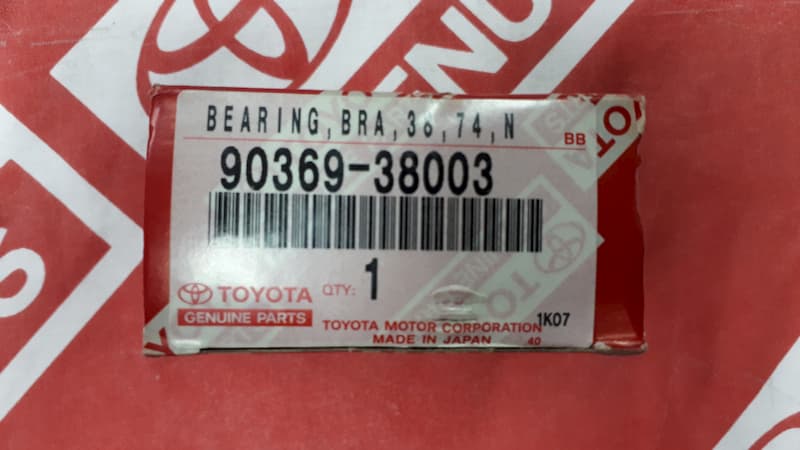 BEARING,BRA,38,74,N
BB
90369-38003
TOYOTA QTY: 1
GENUINE PARTS
TOYOTA MOTOR CORPORATION 1K07
MADE IN JAPAN 40